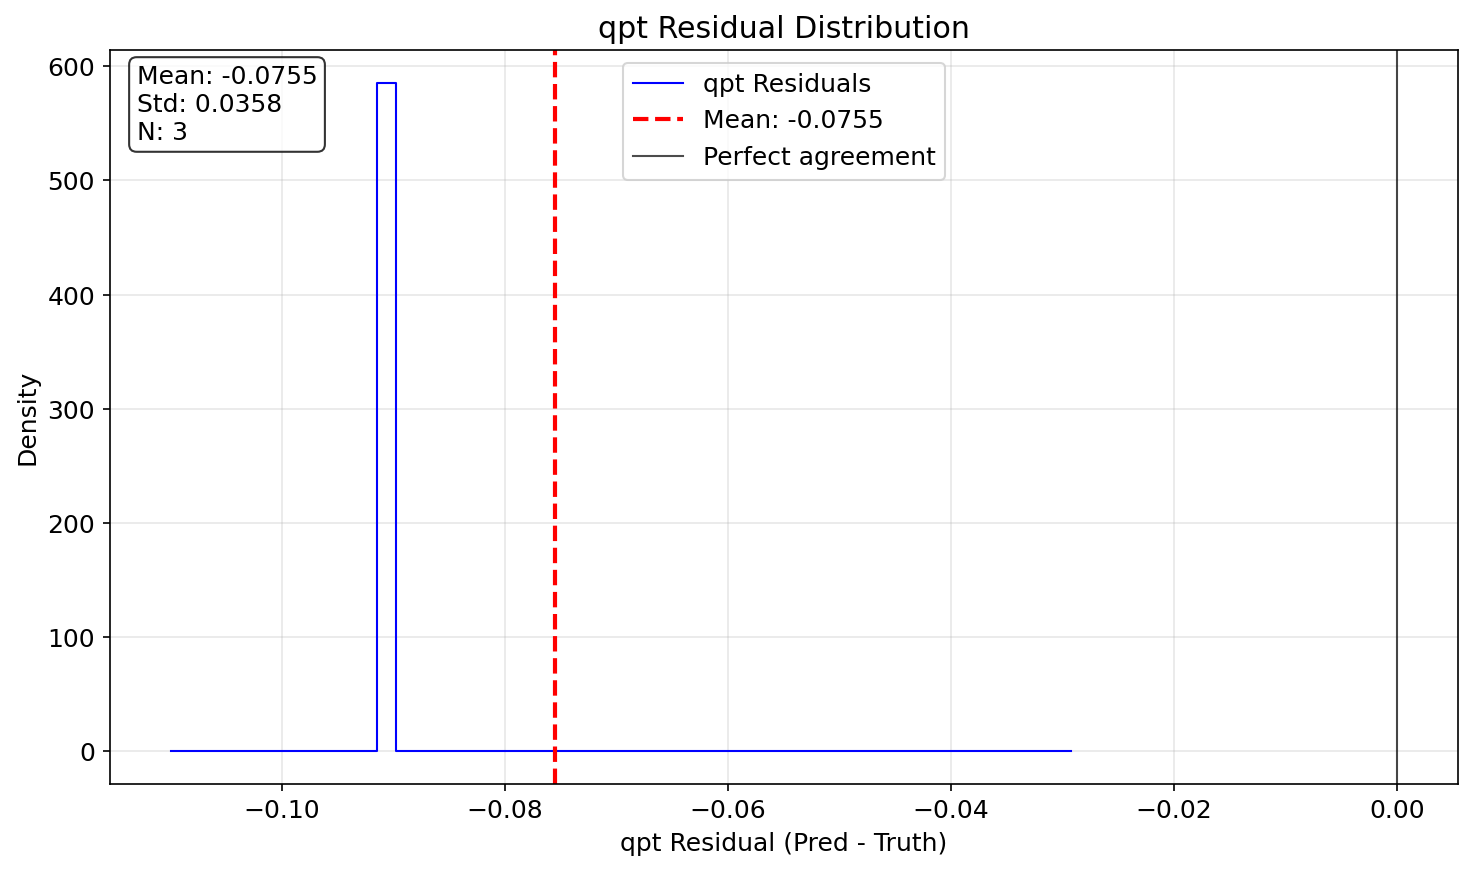 qpt Residual Distribution
Mean: -0.0755
Std: 0.0358
N: 3
qpt Residuals
Mean: -0.0755
Perfect agreement
600
500
400
300
200
100
0
Density
−0.10
−0.08
−0.06
−0.04
−0.02
0.00
qpt Residual (Pred - Truth)